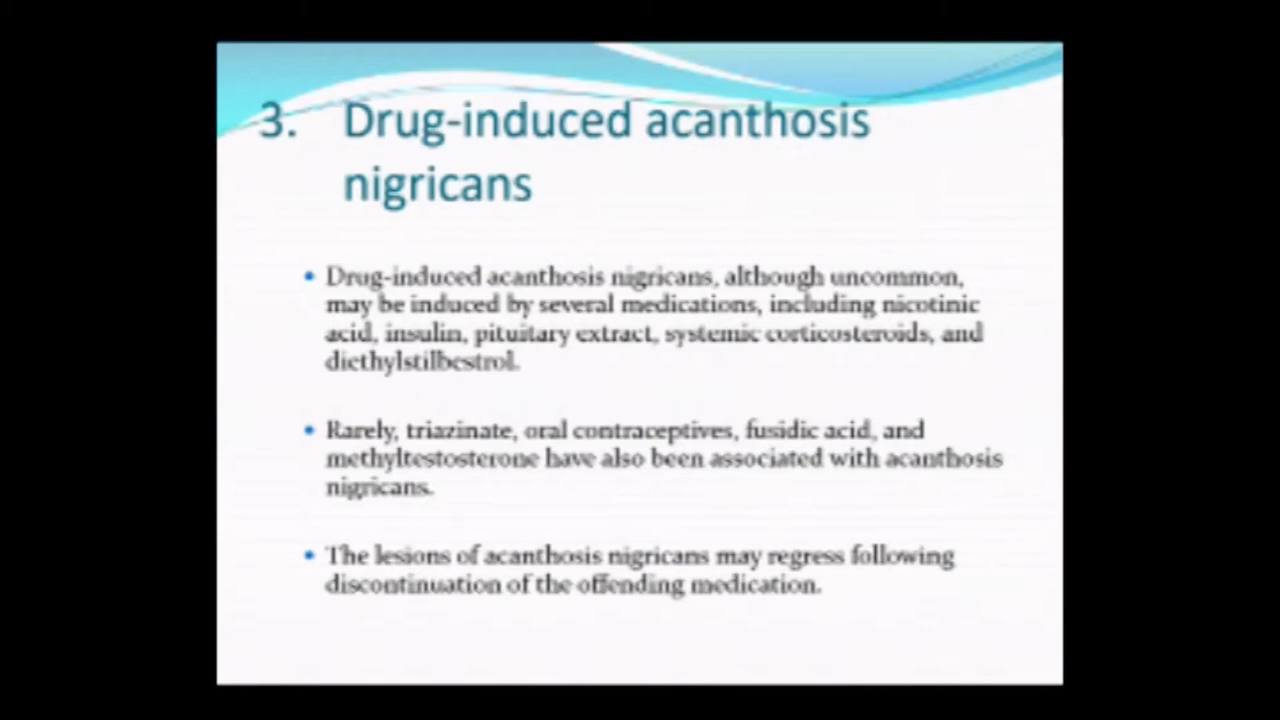 3. Drug-induced acanthosis
nigricans
• Drug-induced acanthosis nigricans, although uncommon,
may be induced by several medications, including nicotinic
acid, insulin, pituitary extract, systemic corticosteroids, and
diethylstilbestrol.
• Rarely, triazinate, oral contraceptives, fusidic acid, and
methyltestosterone have also been associated with acanthosis
nigricans.
• The lesions of acanthosis nigricans may regress following
discontinuation of the offending medication.